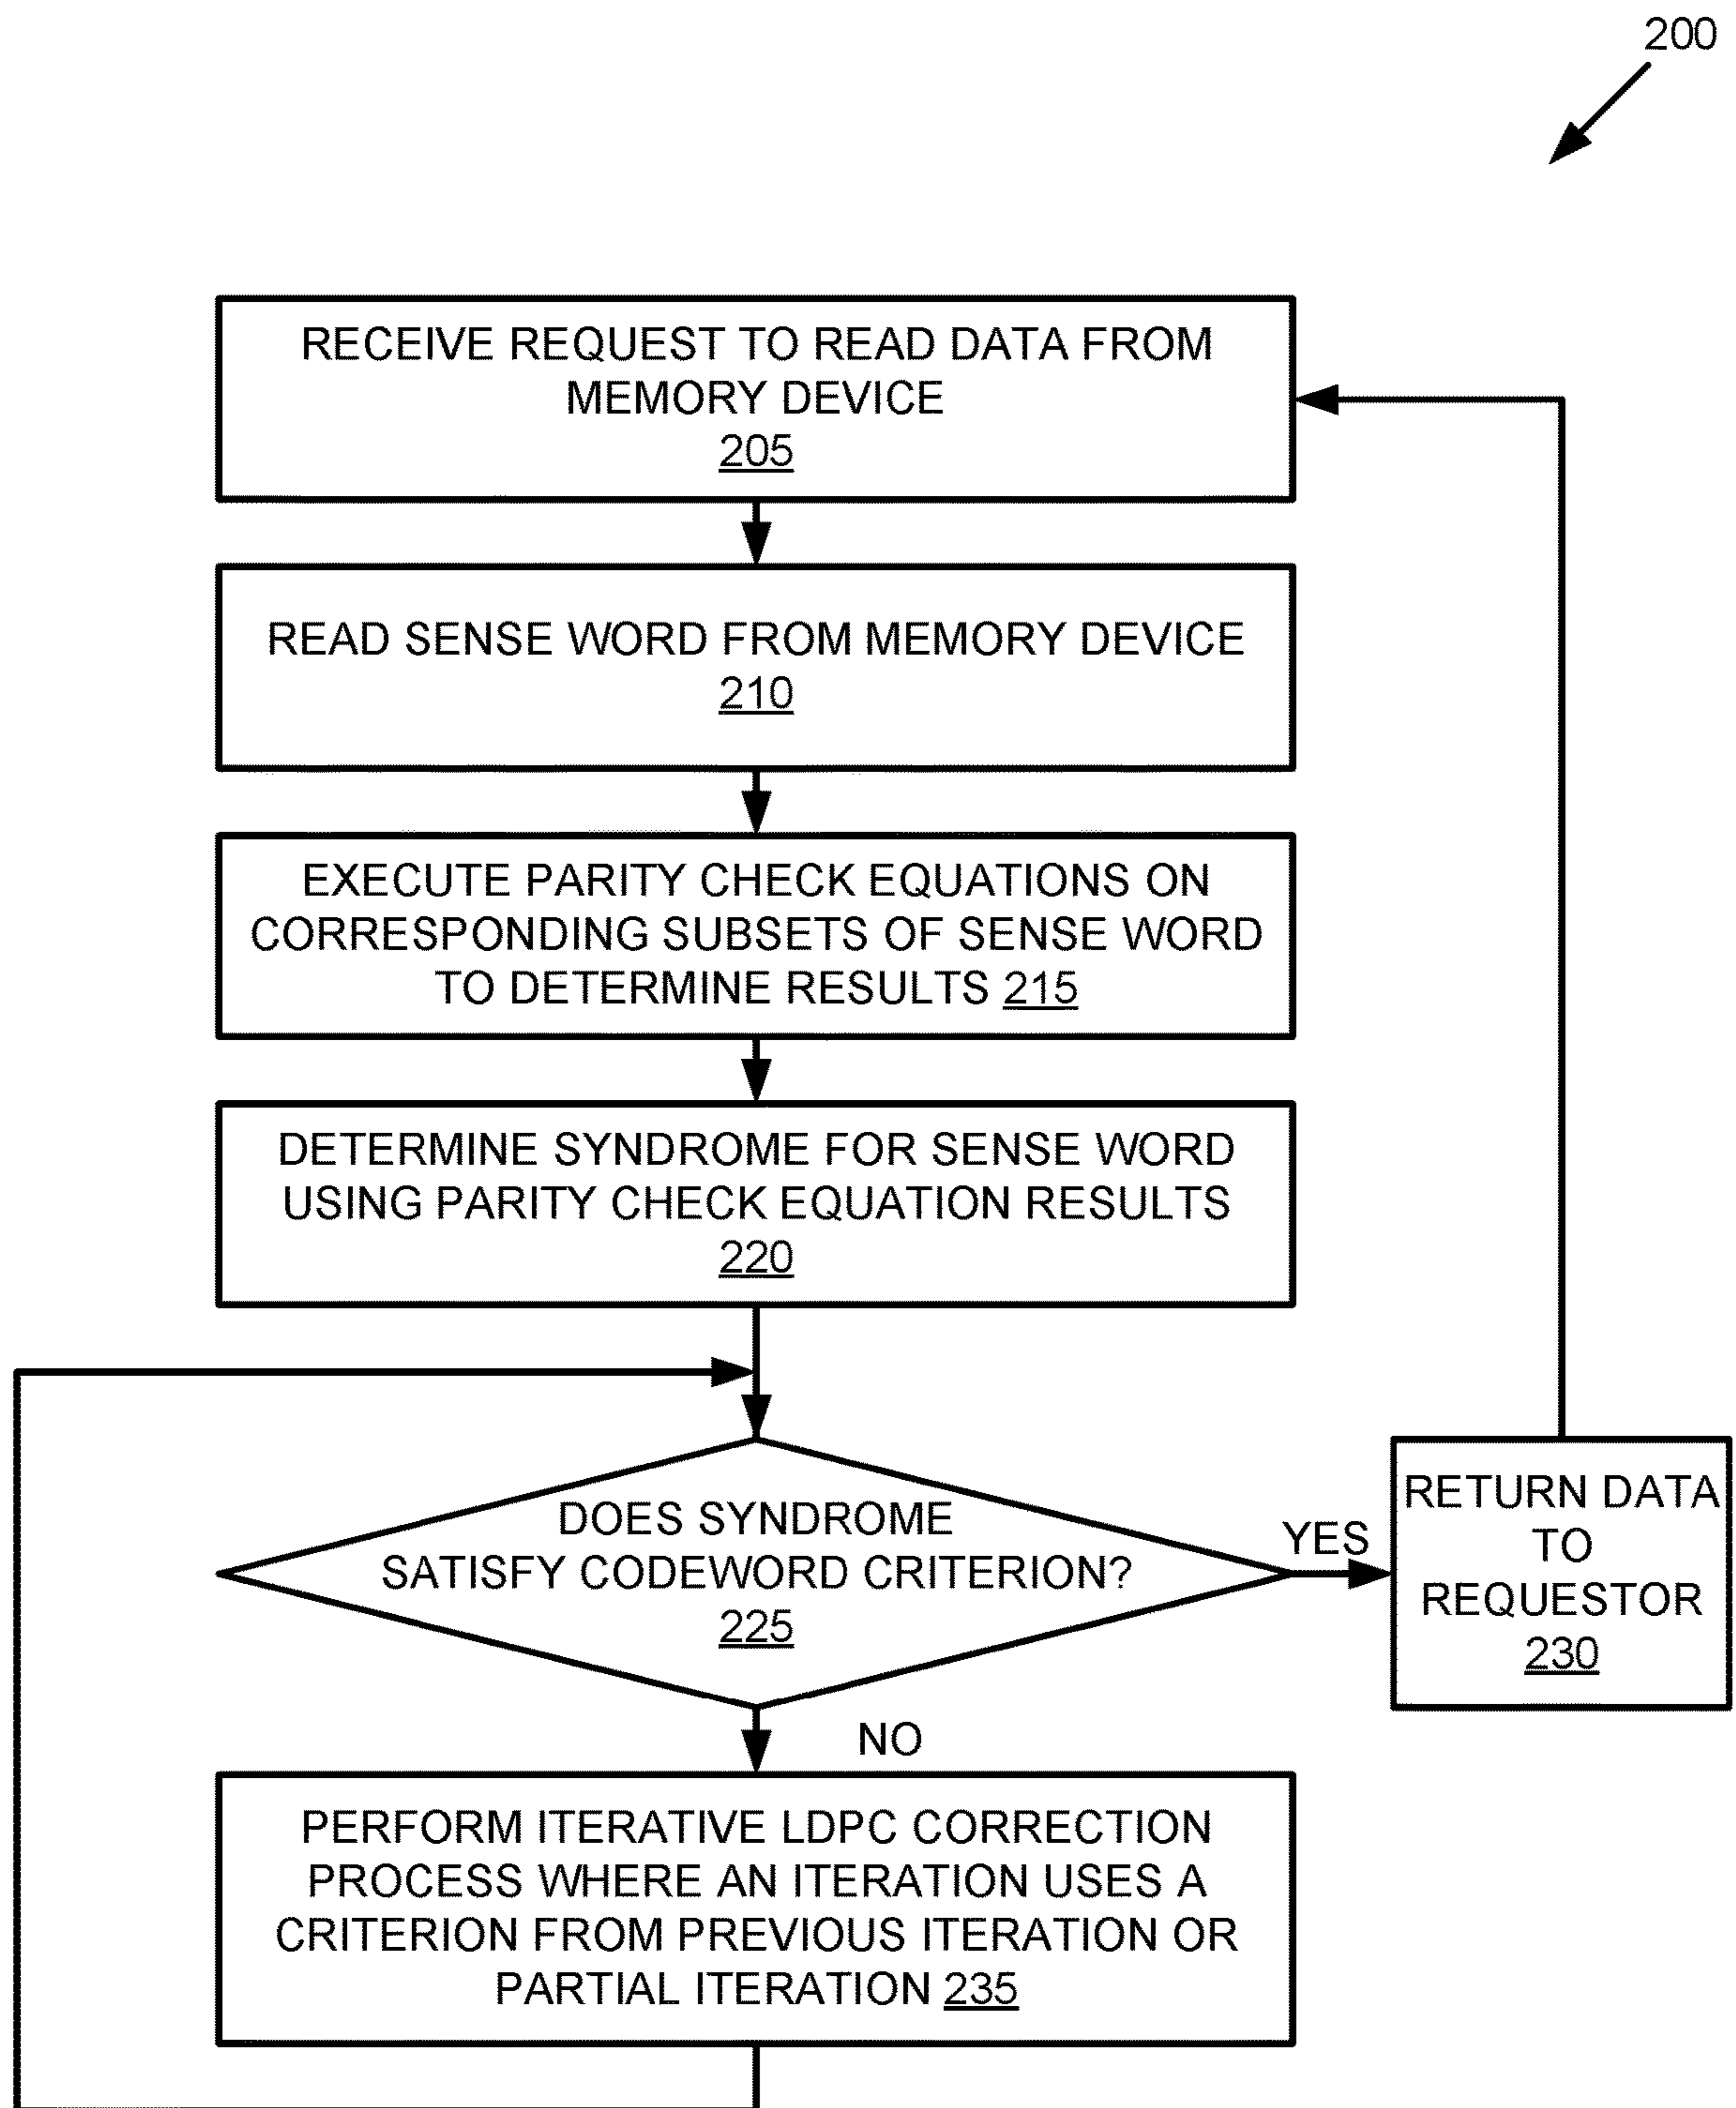 200
RECEIVE REQUEST TO READ DATA FROM
MEMORY DEVICE
205
READ SENSE WORD FROM MEMORY DEVICE
210
EXECUTE PARITY CHECK EQUATIONS ON
CORRESPONDING SUBSETS OF SENSE WORD
TO DETERMINE RESULTS 215
DETERMINE SYNDROME FOR SENSE WORD
USING PARITY CHECK EQUATION RESULTS
220
DOES SYNDROME
SATISFY CODEWORD CRITERION?
225
YES
RETURN DATA
TO
REQUESTOR
230
NO
PERFORM ITERATIVE LDPC CORRECTION
PROCESS WHERE AN ITERATION USES A
CRITERION FROM PREVIOUS ITERATION OR
PARTIAL ITERATION 235